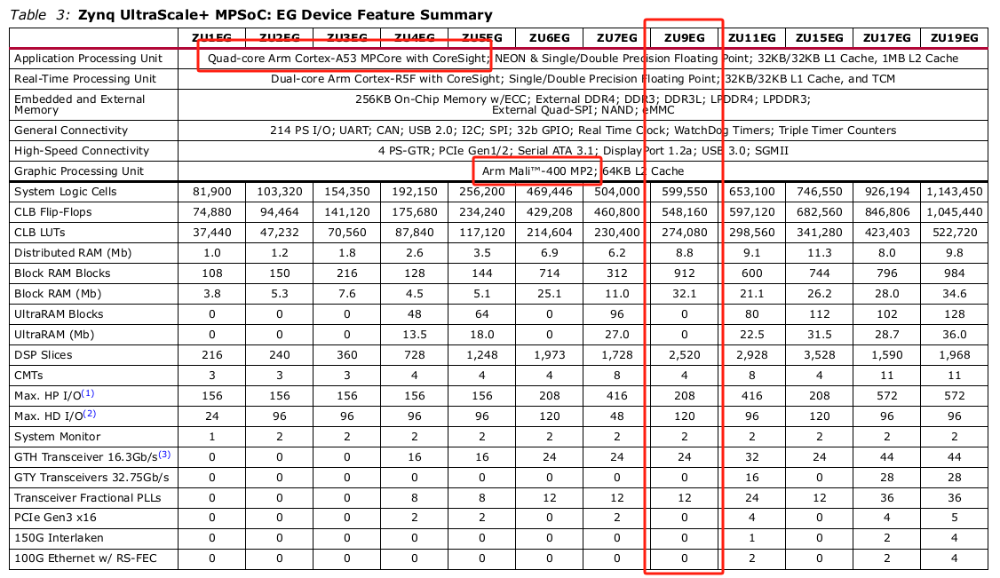 Table 3: Zynq UltraScale+ MPSoC: EG Device Feature Summary
ZU1EG ZU2EG ZU3EG ZU4EG ZU5EG ZU6EG ZU7EG ZU9EG ZU11EG ZU15EG ZU17EG ZU19EG
Application Processing Unit Quad-core Arm Cortex-A53 MPCore with CoreSight; NEON & Single/Double Precision Floating Point; 32KB/32KB L1 Cache, 1MB L2 Cache
Real-Time Processing Unit Dual-core Arm Cortex-R5F with CoreSight; Single/Double Precision Floating Point; 32KB/32KB L1 Cache, and TCM
Embedded and External Memory 256KB On-Chip Memory w/ECC; External DDR4; DDR3; DDR3L; LPDDR4; LPDDR3;
External Quad-SPI; NAND; eMMC
General Connectivity 214 PS I/O; UART; CAN; USB 2.0; I2C; SPI; 32b GPIO; Real Time Clock; WatchDog Timers; Triple Timer Counters
High-Speed Connectivity 4 PS-GTR; PCIe Gen1/2; Serial ATA 3.1; DisplayPort 1.2a; USB 3.0; SGMII
Graphic Processing Unit Arm Mali™-400 MP2; 64KB L2 Cache
System Logic Cells 81,900 103,320 154,350 192,150 256,200 469,446 504,000 599,550 653,100 746,550 926,194 1,143,450
CLB Flip-Flops 74,880 94,464 141,120 175,680 234,240 429,208 460,800 548,160 597,120 682,560 846,806 1,045,440
CLB LUTs 37,440 47,232 70,560 87,840 117,120 214,604 230,400 274,080 298,560 341,280 423,403 522,720
Distributed RAM (Mb) 1.0 1.2 1.8 2.6 3.5 6.9 6.2 8.8 9.1 11.3 8.0 9.8
Block RAM Blocks 108 150 216 128 144 714 312 912 600 744 796 984
Block RAM (Mb) 3.8 5.3 7.6 4.5 5.1 25.1 11.0 32.1 21.1 26.2 28.0 34.6
UltraRAM Blocks 0 0 0 48 64 0 96 0 80 112 102 128
UltraRAM (Mb) 0 0 0 13.5 18.0 0 27.0 0 22.5 31.5 28.7 36.0
DSP Slices 216 240 360 728 1,248 1,973 1,728 2,520 2,928 3,528 1,590 1,968
CMTs 3 3 3 4 4 4 8 4 8 4 11 11
Max. HP I/O(1) 156 156 156 156 156 208 416 208 416 208 572 572
Max. HD I/O(2) 24 96 96 96 96 120 48 120 96 120 96 96
System Monitor 1 2 2 2 2 2 2 2 2 2 2 2
GTH Transceiver 16.3Gb/s(3) 0 0 0 16 16 24 24 24 32 24 44 44
GTY Transceivers 32.75Gb/s 0 0 0 0 0 0 0 0 16 0 28 28
Transceiver Fractional PLLs 0 0 0 8 8 12 12 12 24 12 36 36
PCIe Gen3 x16 0 0 0 2 2 0 2 0 4 0 4 5
150G Interlaken 0 0 0 0 0 0 0 0 1 0 2 4
100G Ethernet w/ RS-FEC 0 0 0 0 0 0 0 0 2 0 2 4